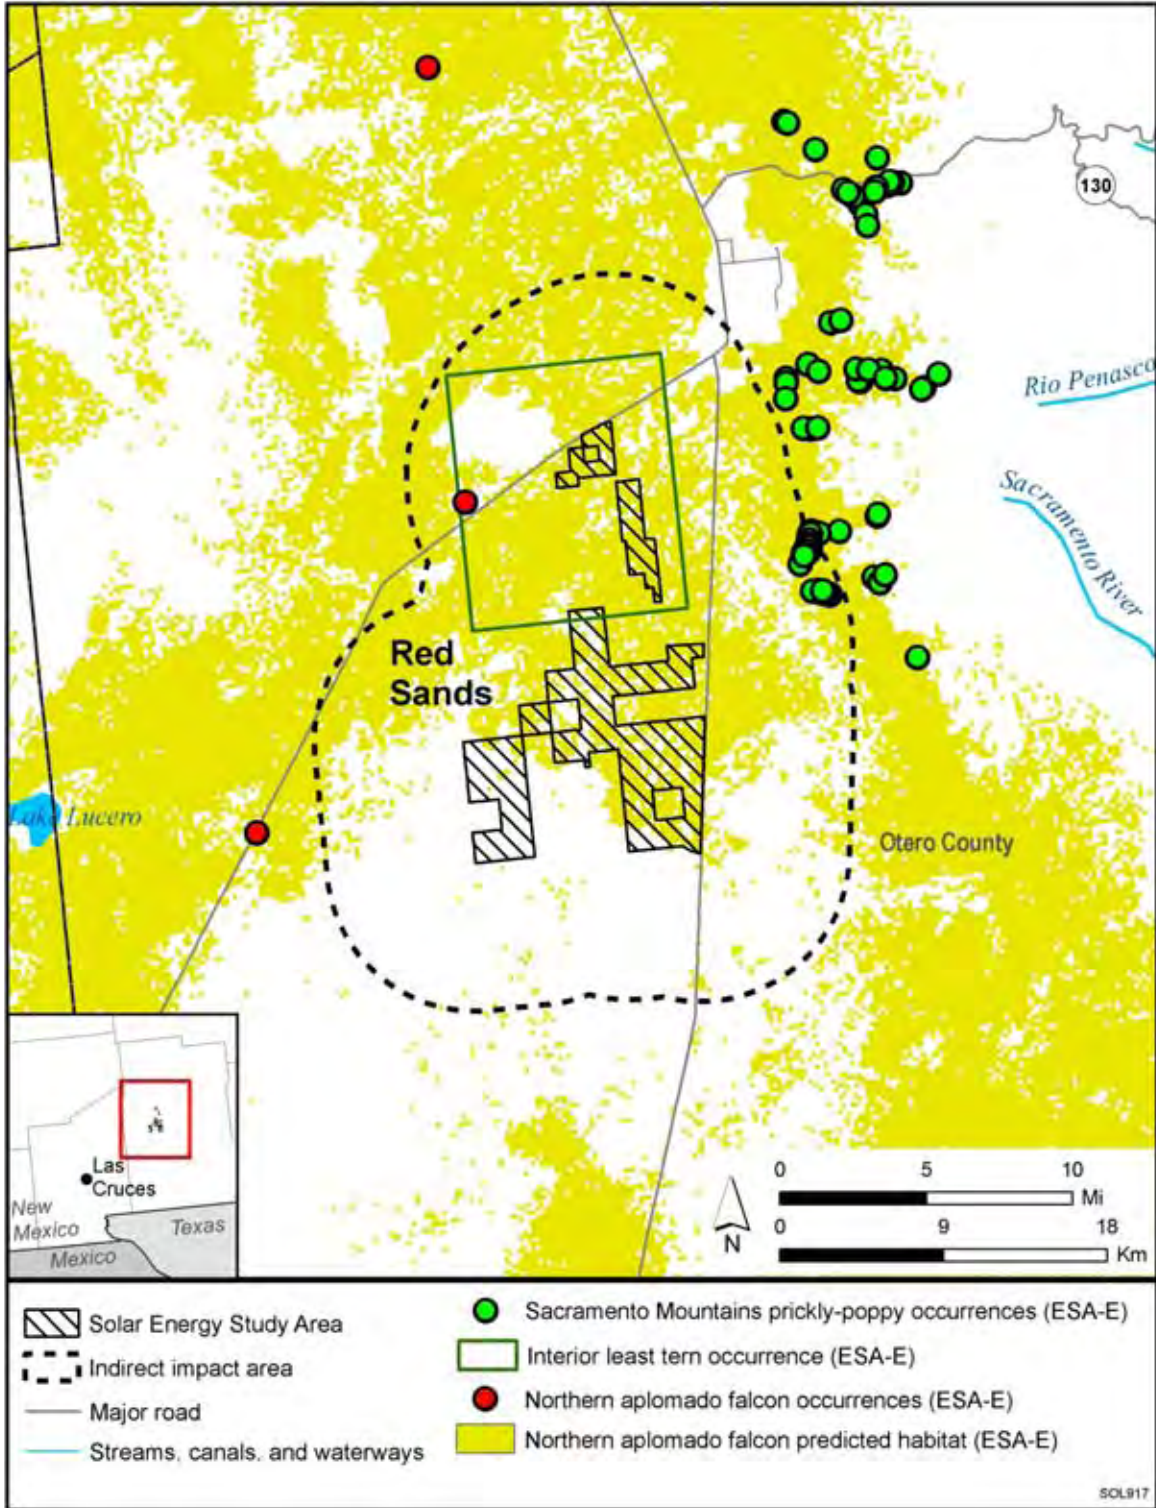 130
Rio Penasco
Sacramento River
Red
Sands
Lake Lucero
Otero County
Las
Cruces
New
Mexico
Texas
Mexico
N
0 5 10
Mi
0 9 18
Km
Solar Energy Study Area
Indirect impact area
Major road
Streams, canals, and waterways
Sacramento Mountains prickly-poppy occurrences (ESA-E)
Interior least tern occurrence (ESA-E)
Northern aplomado falcon occurrences (ESA-E)
Northern aplomado falcon predicted habitat (ESA-E)
SOL917